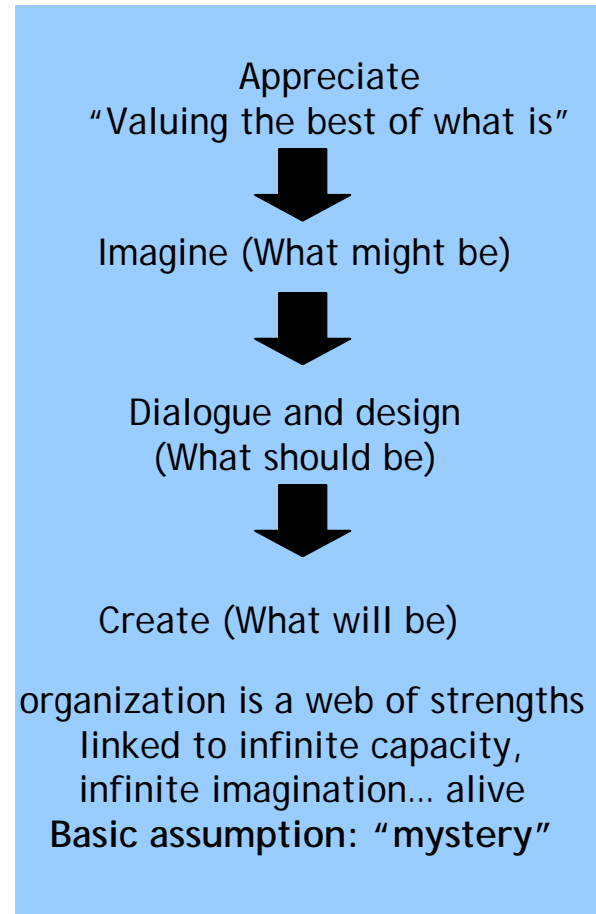 Appreciate
“Valuing the best of what is”
Imagine (What might be)
Dialogue and design
(What should be)
Create (What will be)
organization is a web of strengths
linked to infinite capacity,
infinite imagination… alive
Basic assumption: “mystery”